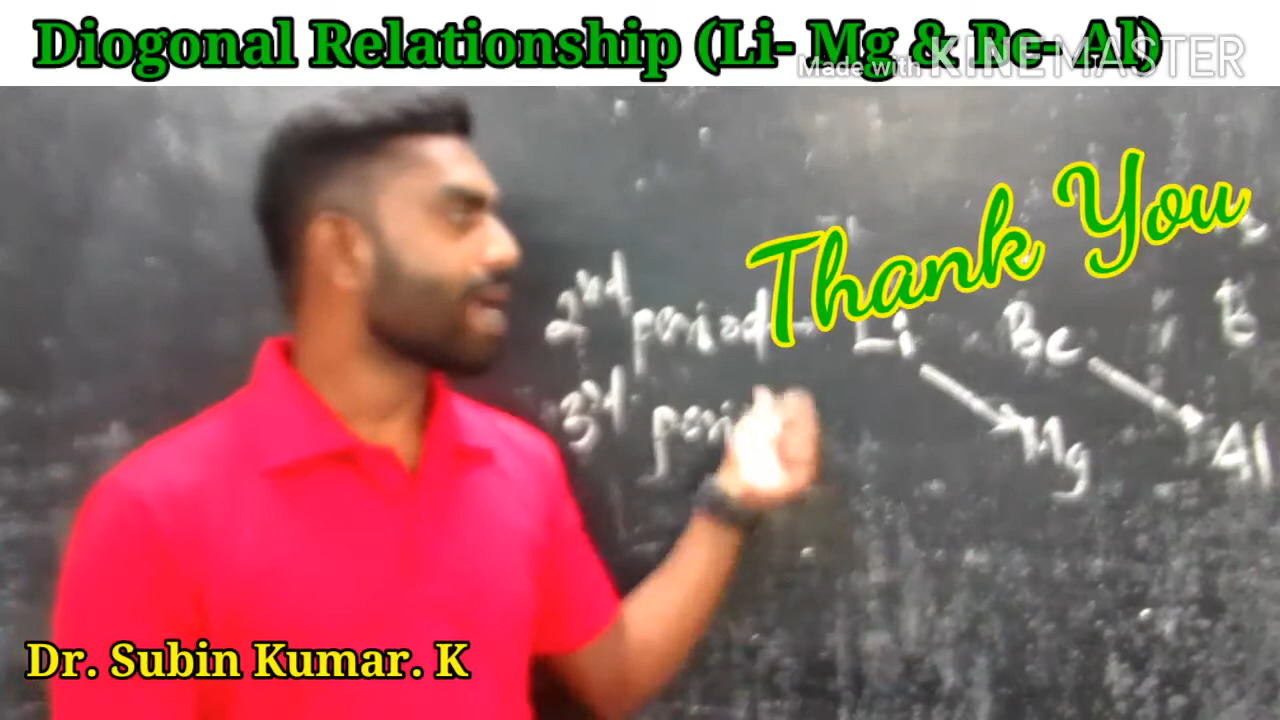 Diogonal Relationship (Li- Mg & Be- Al)
Made with KINEMASTER
Thank You
2nd period - Li Be B
3rd
Mg Al
Dr. Subin Kumar. K